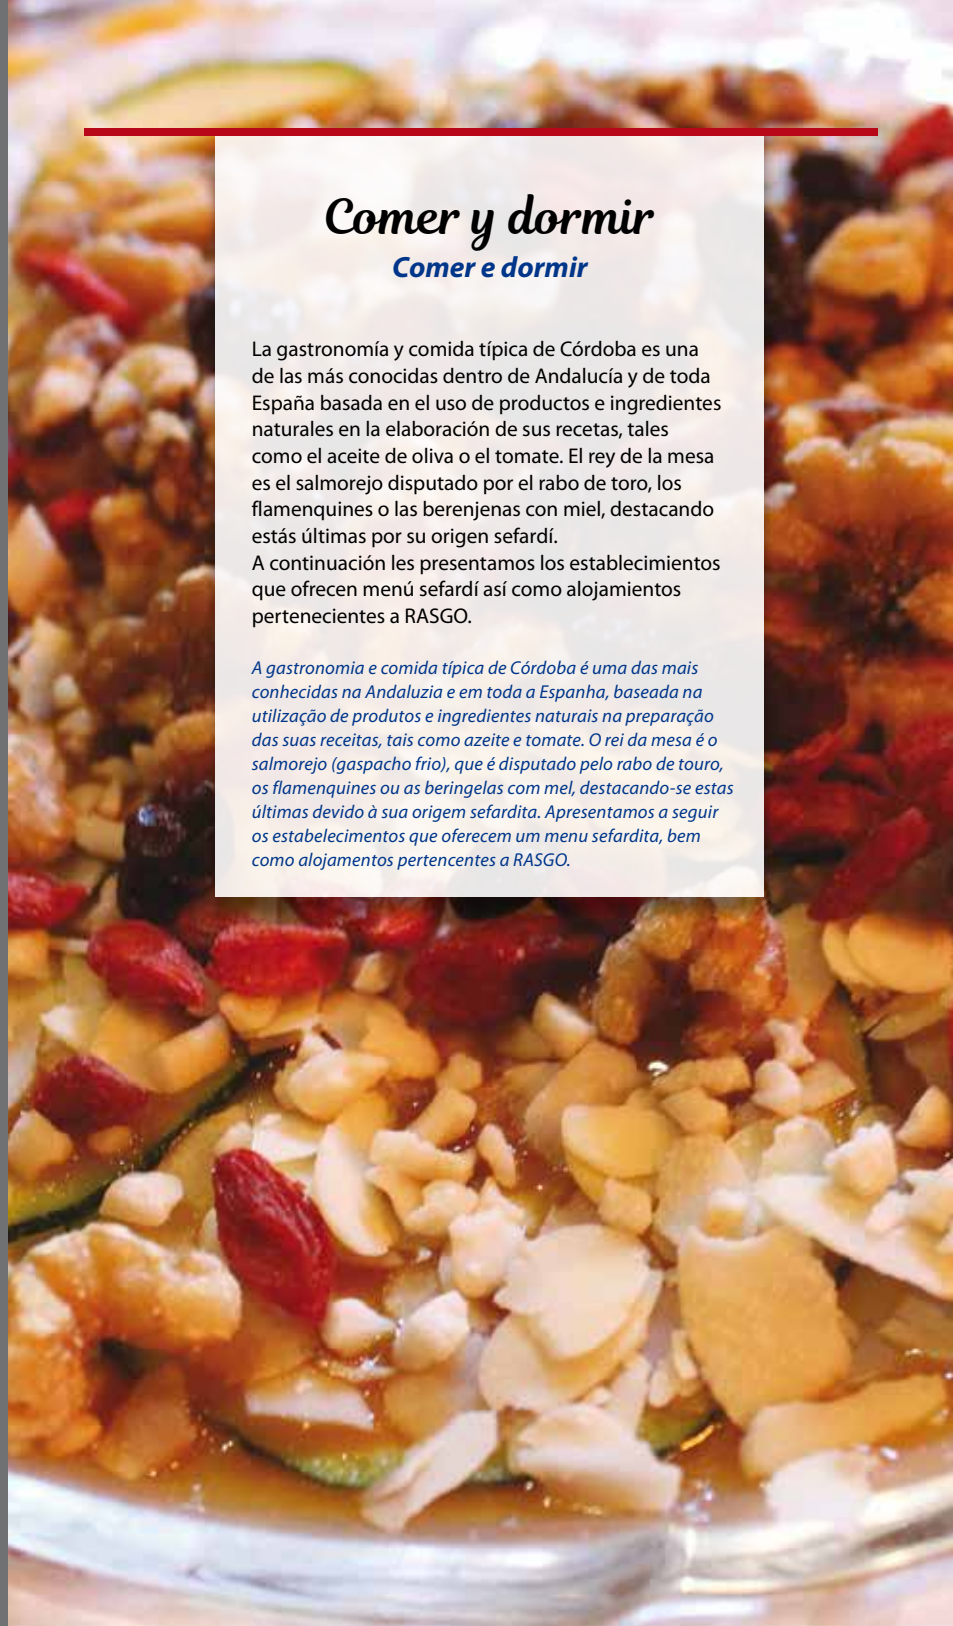 Comer y dormir
Comer e dormir
La gastronomía y comida típica de Córdoba es una
de las más conocidas dentro de Andalucía y de toda
España basada en el uso de productos e ingredientes
naturales en la elaboración de sus recetas, tales
como el aceite de oliva o el tomate. El rey de la mesa
es el salmorejo disputado por el rabo de toro, los
flamenquines o las berenjenas con miel, destacando
estás últimas por su origen sefardí.
A continuación les presentamos los establecimientos
que ofrecen menú sefardí así como alojamientos
pertenecientes a RASGO.
A gastronomia e comida típica de Córdoba é uma das mais
conhecidas na Andaluzia e em toda a Espanha, baseada na
utilização de produtos e ingredientes naturais na preparação
das suas receitas, tais como azeite e tomate. O rei da mesa é o
salmorejo (gaspacho frio), que é disputado pelo rabo de touro,
os flamenquines ou as beringelas com mel, destacando-se estas
últimas devido à sua origem sefardita. Apresentamos a seguir
os estabelecimentos que oferecem um menu sefardita, bem
como alojamentos pertencentes a RASGO.